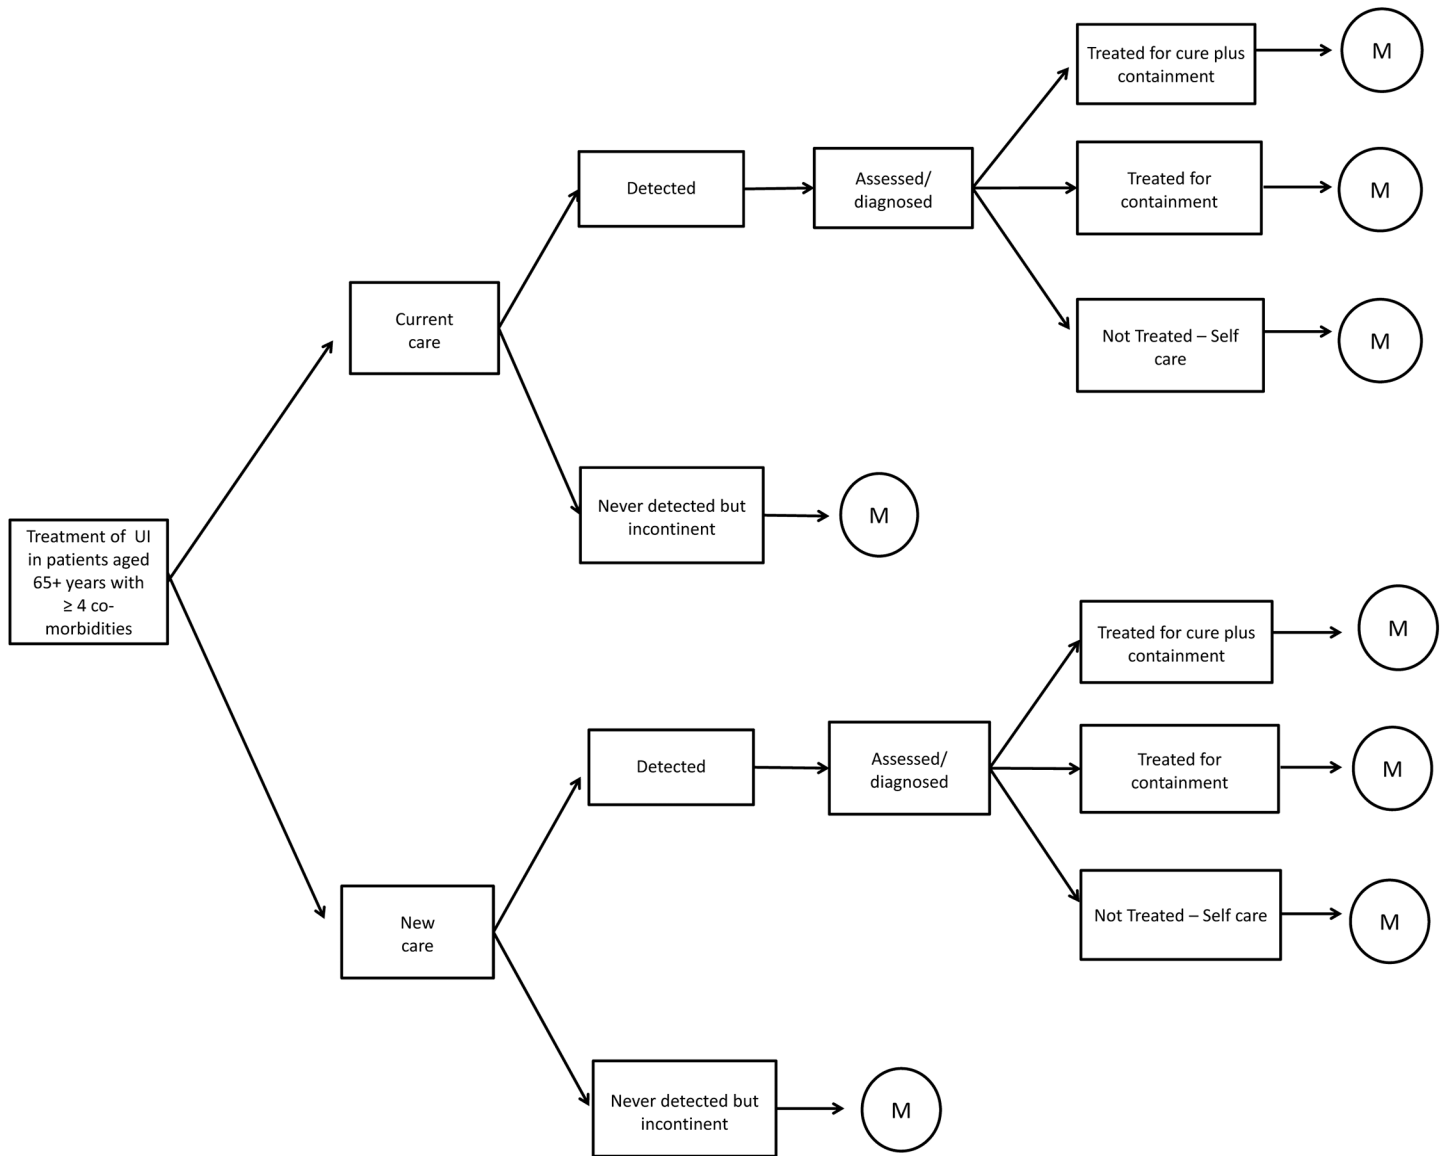 Treated for cure plus
containment
M
Detected
Assessed/
diagnosed
Treated for
containment
M
Current
care
Not Treated – Self
care
M
Never detected but
incontinent
M
Treatment of UI
in patients aged
65+ years with
≥ 4 co-
morbidities
Treated for cure plus
containment
M
Detected
Assessed/
diagnosed
Treated for
containment
M
New
care
Not Treated – Self care
M
Never detected but
incontinent
M